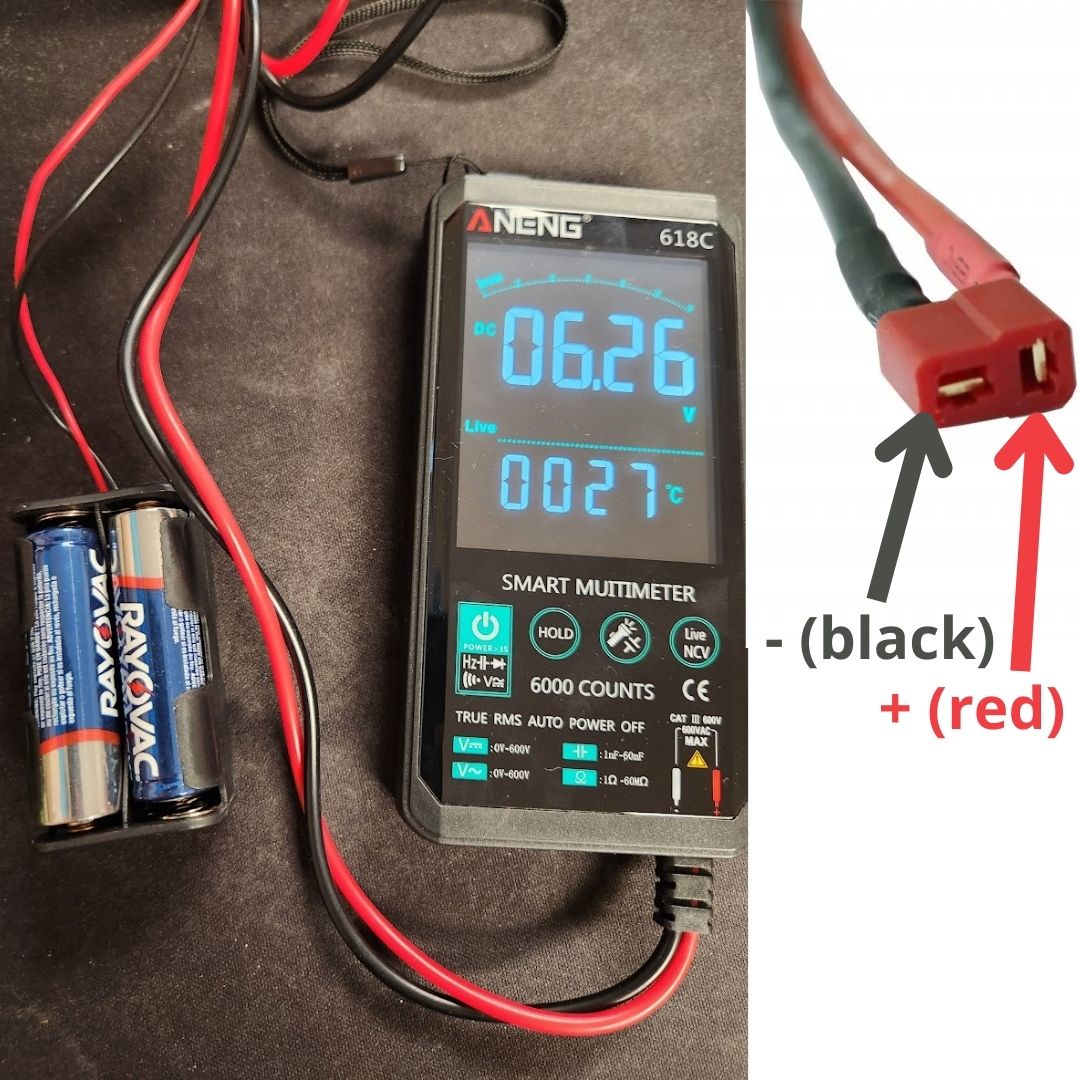 ANENG®
618C
DC
06.26
V
Live
0027 °C
SMART MUITIMETER
POWER>3S
HOLD
Live
NCV
Hz
V
6000 COUNTS CE
TRUE RMS AUTO POWER OFF
CAT III 600V
600VAC
MAX
V⎓ :0V-600V
⊣⊢ :1nF-60mF
V~ :0V-600V
Ω :1Ω-60MΩ
- +
RAYOVAC
RAYOVAC
- (black)
+ (red)